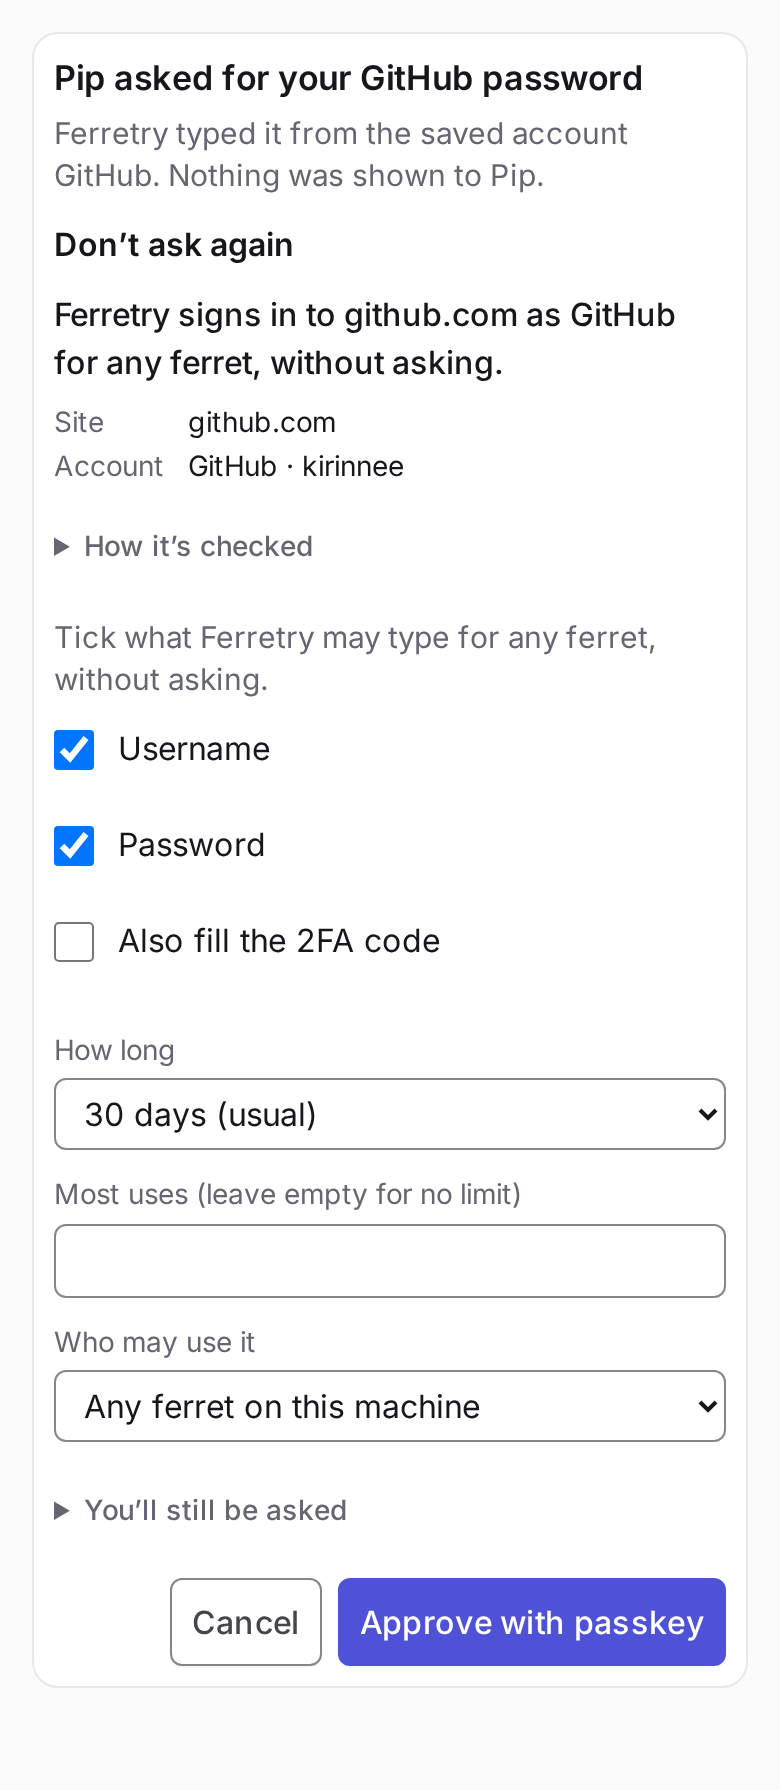 Pip asked for your GitHub password
Ferretry typed it from the saved account
GitHub. Nothing was shown to Pip.
Don’t ask again
Ferretry signs in to github.com as GitHub
for any ferret, without asking.
Site github.com
Account GitHub · kirinnee
How it’s checked
Tick what Ferretry may type for any ferret,
without asking.
Username
Password
Also fill the 2FA code
How long
30 days (usual)
Most uses (leave empty for no limit)
Who may use it
Any ferret on this machine
You’ll still be asked
Cancel Approve with passkey